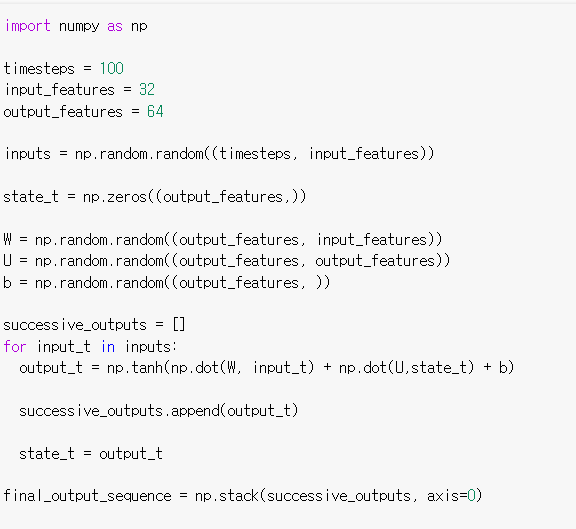 import numpy as np
timesteps = 100
input_features = 32
output_features = 64
inputs = np.random.random((timesteps, input_features))
state_t = np.zeros((output_features,))
W = np.random.random((output_features, input_features))
U = np.random.random((output_features, output_features))
b = np.random.random((output_features, ))
successive_outputs = []
for input_t in inputs:
  output_t = np.tanh(np.dot(W, input_t) + np.dot(U,state_t) + b)
  successive_outputs.append(output_t)
  state_t = output_t
final_output_sequence = np.stack(successive_outputs, axis=0)